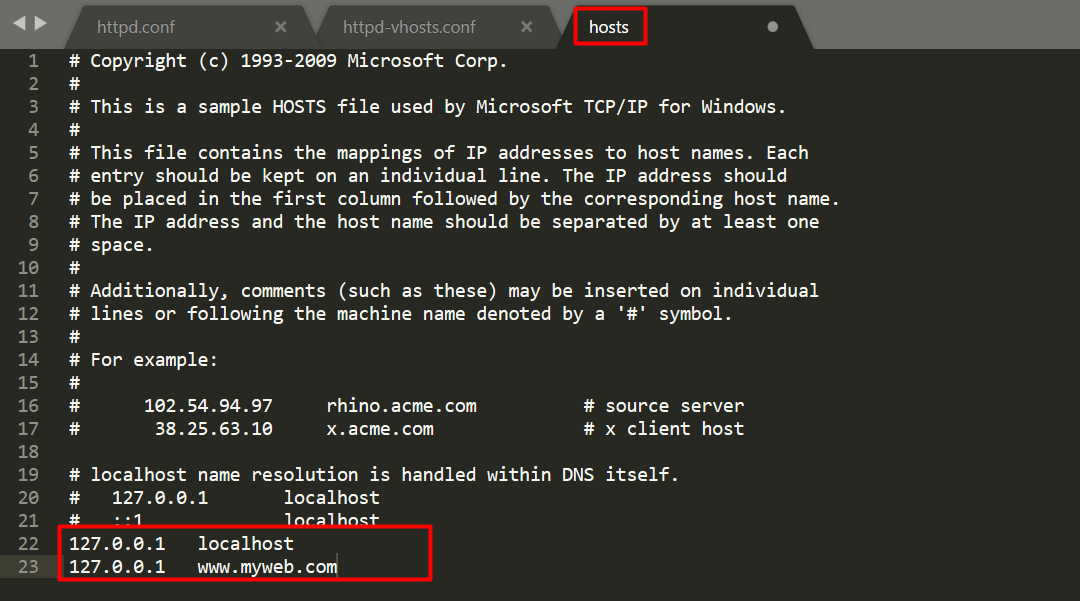 httpd.conf × httpd-vhosts.conf × hosts
1 # Copyright (c) 1993-2009 Microsoft Corp.
2 #
3 # This is a sample HOSTS file used by Microsoft TCP/IP for Windows.
4 #
5 # This file contains the mappings of IP addresses to host names. Each
6 # entry should be kept on an individual line. The IP address should
7 # be placed in the first column followed by the corresponding host name.
8 # The IP address and the host name should be separated by at least one
9 # space.
10 #
11 # Additionally, comments (such as these) may be inserted on individual
12 # lines or following the machine name denoted by a '#' symbol.
13 #
14 # For example:
15 #
16 #      102.54.94.97     rhino.acme.com          # source server
17 #       38.25.63.10     x.acme.com              # x client host
18
19 # localhost name resolution is handled within DNS itself.
20 #   127.0.0.1       localhost
21 #   ::1             localhost
22 127.0.0.1   localhost
23 127.0.0.1   www.myweb.com